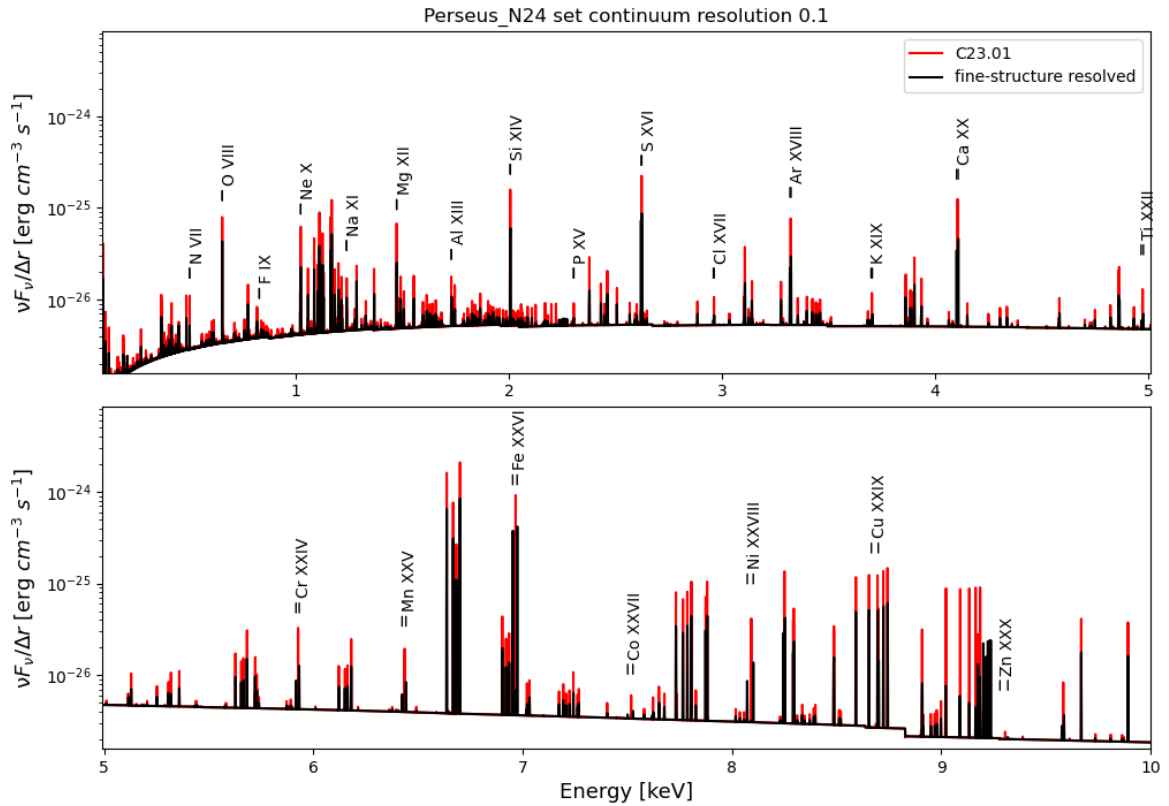 Perseus_N24 set continuum resolution 0.1
C23.01
fine-structure resolved
νF_ν/Δr [erg cm⁻³ s⁻¹]
10⁻²⁴
10⁻²⁵
10⁻²⁶
N VII
O VIII
F IX
Ne X
Na XI
Mg XII
Al XIII
Si XIV
P XV
S XVI
Cl XVII
Ar XVIII
K XIX
Ca XX
Ti XXII
1 2 3 4 5
νF_ν/Δr [erg cm⁻³ s⁻¹]
10⁻²⁴
10⁻²⁵
10⁻²⁶
Cr XXIV
Mn XXV
Fe XXVI
Co XXVII
Ni XXVIII
Cu XXIX
Zn XXX
5 6 7 8 9 10
Energy [keV]